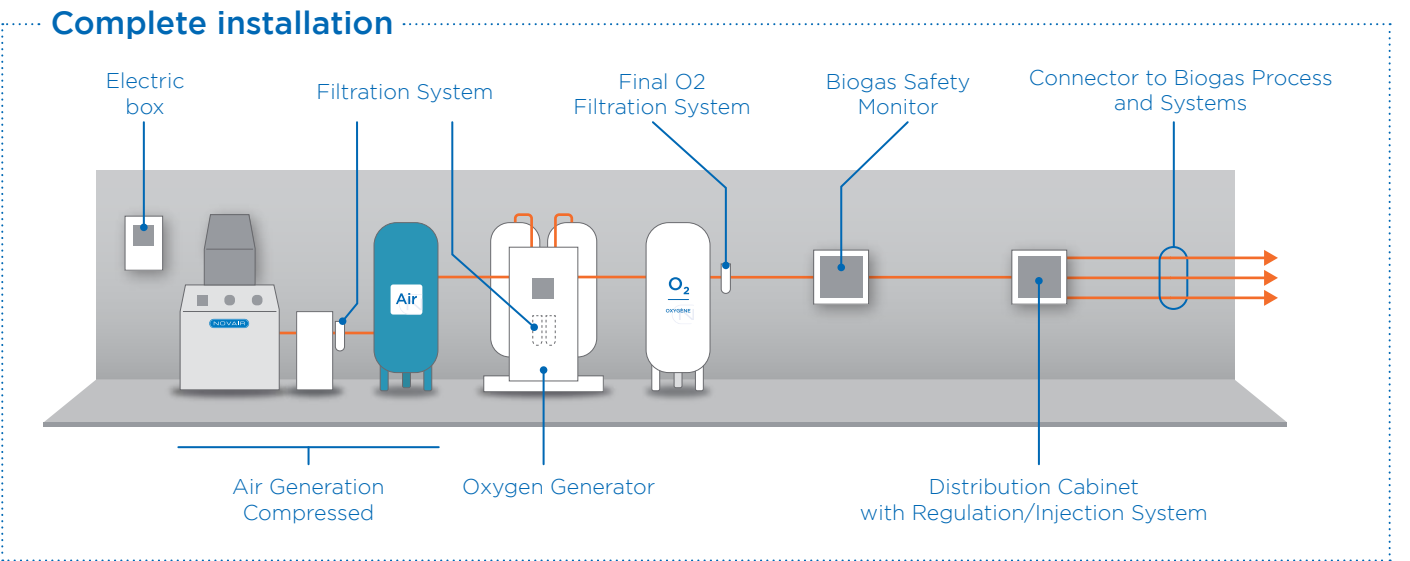 Complete installation
Electric
box
Filtration System
Final O2
Filtration System
Biogas Safety
Monitor
Connector to Biogas Process
and Systems
NOVAIR
Air
O2
OXYGÈNE
Air Generation
Compressed
Oxygen Generator
Distribution Cabinet
with Regulation/Injection System